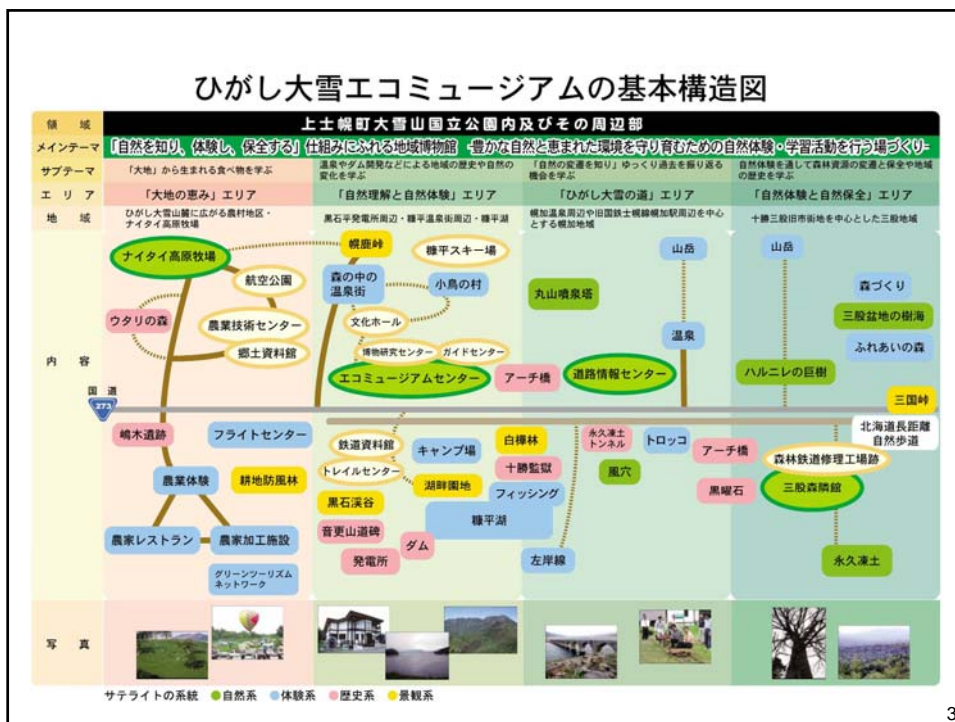 ひがし大雪エコミュージアムの基本構造図
領 域
上士幌町大雪山国立公園内及びその周辺部
メインテーマ
「自然を知り、体験し、保全する」仕組みにふれる地域博物館 -豊かな自然と恵まれた環境を守り育むための自然体験・学習活動を行う場づくり-
サブテーマ
「大地」から生まれる食べ物を学ぶ
温泉やダム開発などによる地域の歴史や自然の
変化を学ぶ
「自然の変遷を知り」ゆっくり過去を振り返る
機会を学ぶ
自然体験を通して森林資源の変遷と保全や地域
の歴史を学ぶ
エ リ ア
「大地の恵み」エリア
「自然理解と自然体験」エリア
「ひがし大雪の道」エリア
「自然体験と自然保全」エリア
地 域
ひがし大雪山麓に広がる農村地区・
ナイタイ高原牧場
黒石平発電所周辺・糠平温泉街周辺・糠平湖
幌加温泉周辺や旧国鉄士幌線幌加駅周辺を中心
とする幌加地域
十勝三股旧市街地を中心とした三股地域
内 容
ナイタイ高原牧場
航空公園
ウタリの森
農業技術センター
郷土資料館
幌鹿峠
糠平スキー場
森の中の
温泉街
小鳥の村
文化ホール
博物研究センター
ガイドセンター
エコミュージアムセンター
アーチ橋
丸山噴泉塔
山岳
温泉
道路情報センター
山岳
森づくり
三股盆地の樹海
ふれあいの森
ハルニレの巨樹
三国峠
国 道
273
嶋木遺跡
フライトセンター
農業体験
耕地防風林
農家レストラン
農家加工施設
グリーンツーリズム
ネットワーク
鉄道資料館
キャンプ場
白樺林
トレイルセンター
十勝監獄
湖畔園地
黒石渓谷
フィッシング
糠平湖
音更山道碑
ダム
発電所
永久凍土
トンネル
トロッコ
風穴
左岸線
アーチ橋
黒曜石
北海道長距離
自然歩道
森林鉄道修理工場跡
三股森隣館
永久凍土
写 真
サテライトの系統 ●自然系 ●体験系 ●歴史系 ●景観系
3